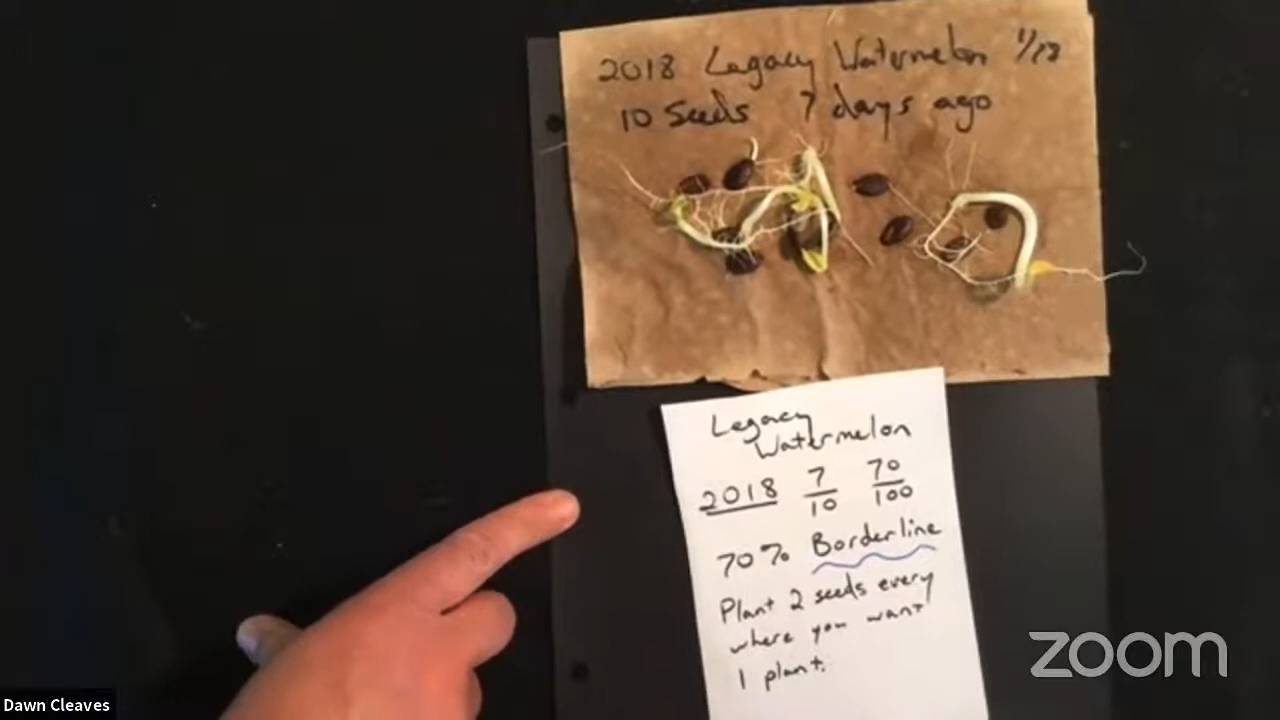 2018 Legacy Watermelon 1/18
10 Seeds 7 days ago
Legacy
Watermelon
2018 7/10 70/100
70% Borderline
Plant 2 seeds every
where you want
1 plant.
zoom
Dawn Cleaves